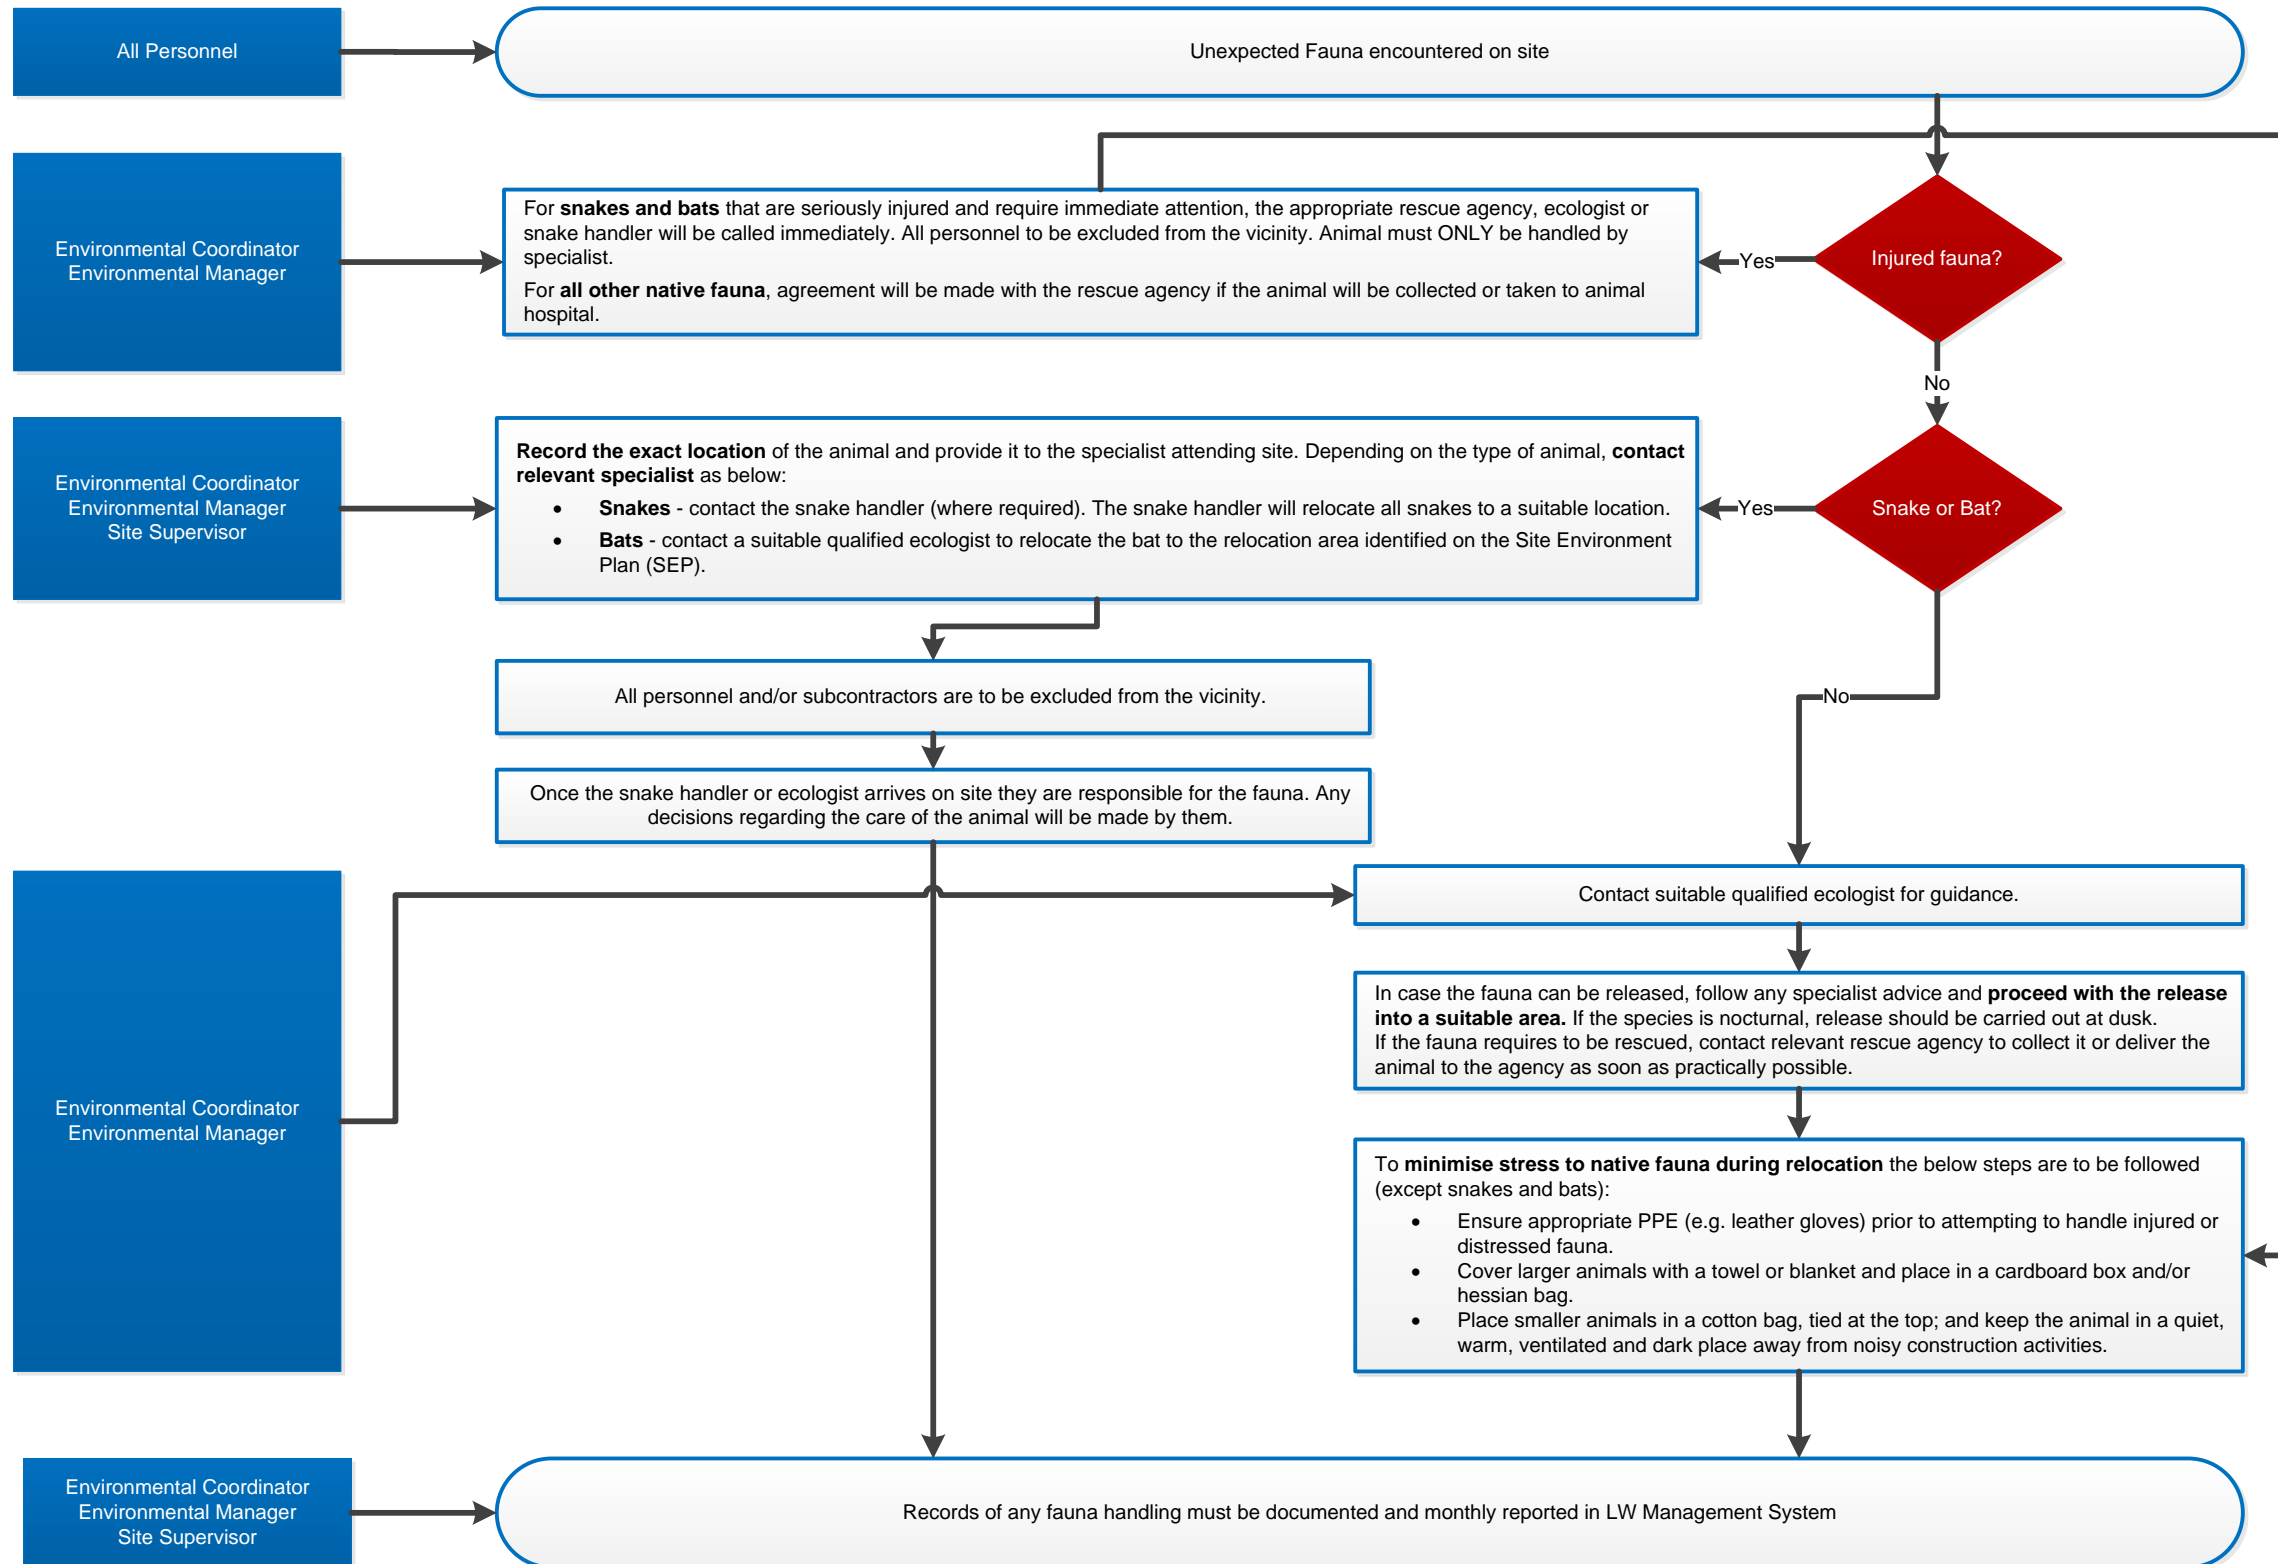 All Personnel
Unexpected Fauna encountered on site
Environmental Coordinator
Environmental Manager
For snakes and bats that are seriously injured and require immediate attention, the appropriate rescue agency, ecologist or
snake handler will be called immediately. All personnel to be excluded from the vicinity. Animal must ONLY be handled by
specialist.
For all other native fauna, agreement will be made with the rescue agency if the animal will be collected or taken to animal
hospital.
Yes
Injured fauna?
No
Environmental Coordinator
Environmental Manager
Site Supervisor
Record the exact location of the animal and provide it to the specialist attending site. Depending on the type of animal, contact
relevant specialist as below:
• Snakes - contact the snake handler (where required). The snake handler will relocate all snakes to a suitable location.
• Bats - contact a suitable qualified ecologist to relocate the bat to the relocation area identified on the Site Environment
Plan (SEP).
Yes
Snake or Bat?
All personnel and/or subcontractors are to be excluded from the vicinity.
No
Once the snake handler or ecologist arrives on site they are responsible for the fauna. Any
decisions regarding the care of the animal will be made by them.
Environmental Coordinator
Environmental Manager
Contact suitable qualified ecologist for guidance.
In case the fauna can be released, follow any specialist advice and proceed with the release
into a suitable area. If the species is nocturnal, release should be carried out at dusk.
If the fauna requires to be rescued, contact relevant rescue agency to collect it or deliver the
animal to the agency as soon as practically possible.
To minimise stress to native fauna during relocation the below steps are to be followed
(except snakes and bats):
• Ensure appropriate PPE (e.g. leather gloves) prior to attempting to handle injured or
distressed fauna.
• Cover larger animals with a towel or blanket and place in a cardboard box and/or
hessian bag.
• Place smaller animals in a cotton bag, tied at the top; and keep the animal in a quiet,
warm, ventilated and dark place away from noisy construction activities.
Environmental Coordinator
Environmental Manager
Site Supervisor
Records of any fauna handling must be documented and monthly reported in LW Management System